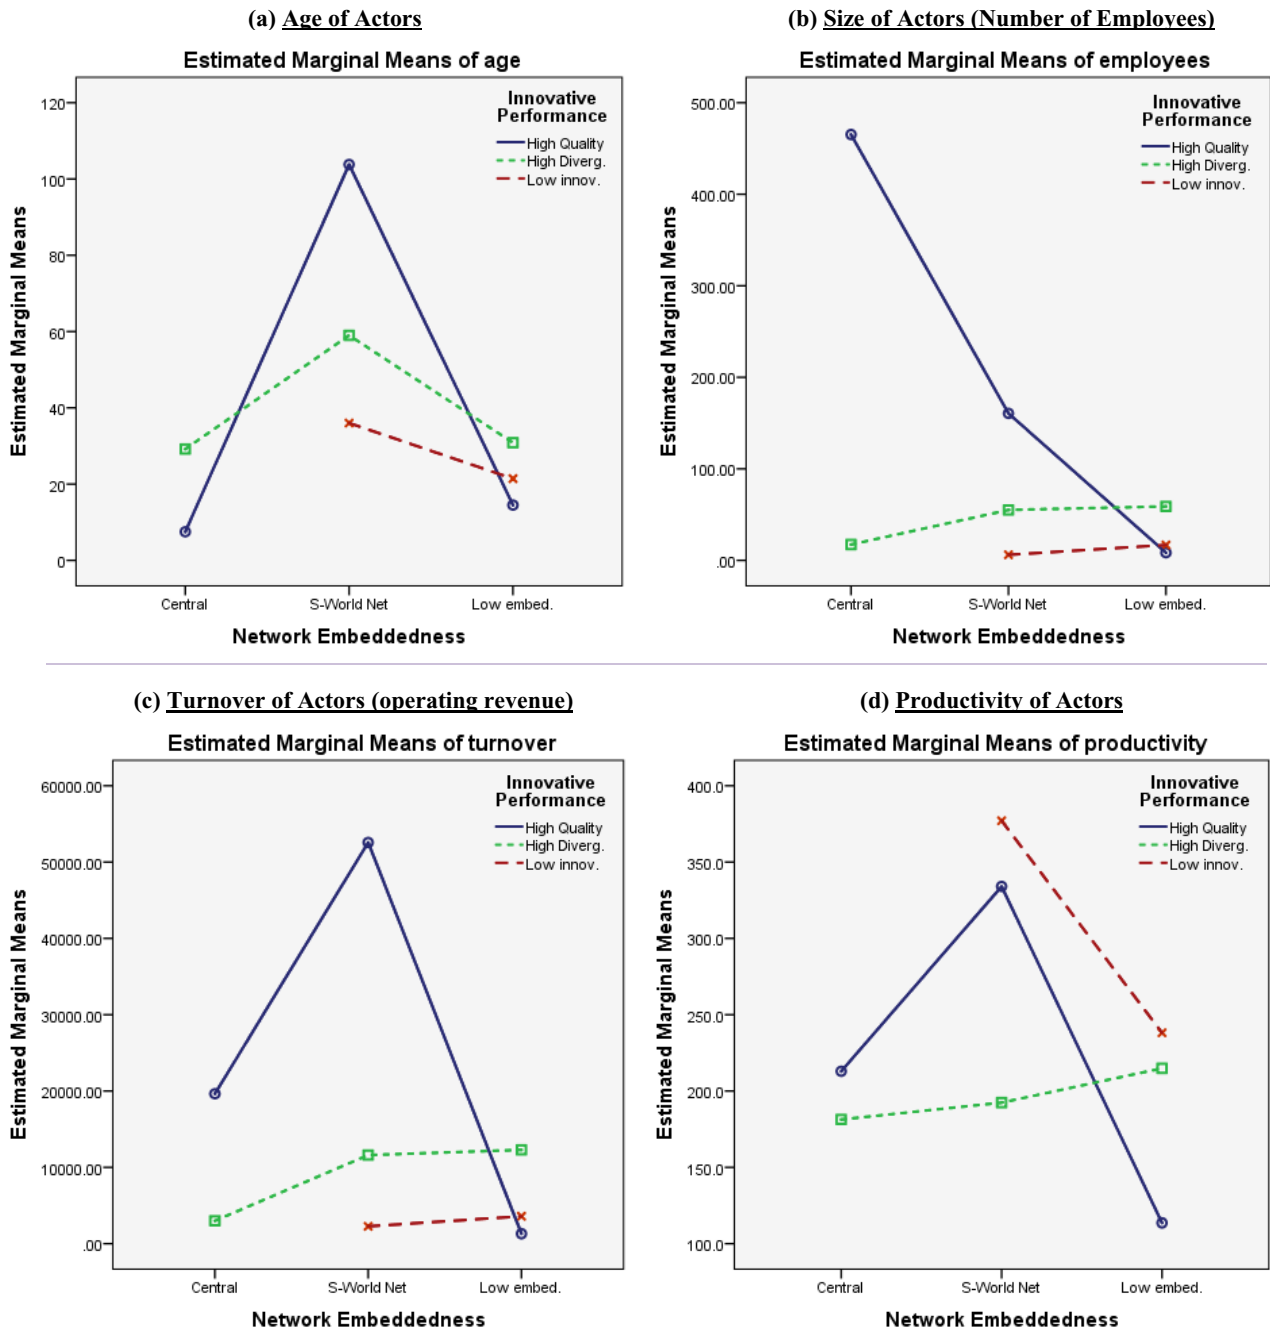 (a) Age of Actors
Estimated Marginal Means of age
Innovative
Performance
High Quality
High Diverg.
Low innov.
Estimated Marginal Means
120
100
80
60
40
20
0
Central
S-World Net
Low embed.
Network Embeddedness
(b) Size of Actors (Number of Employees)
Estimated Marginal Means of employees
Innovative
Performance
High Quality
High Diverg.
Low innov.
Estimated Marginal Means
500.00
400.00
300.00
200.00
100.00
.00
Central
S-World Net
Low embed.
Network Embeddedness
(c) Turnover of Actors (operating revenue)
Estimated Marginal Means of turnover
Innovative
Performance
High Quality
High Diverg.
Low innov.
Estimated Marginal Means
60000.00
50000.00
40000.00
30000.00
20000.00
10000.00
.00
Central
S-World Net
Low embed.
Network Embeddedness
(d) Productivity of Actors
Estimated Marginal Means of productivity
Innovative
Performance
High Quality
High Diverg.
Low innov.
Estimated Marginal Means
400.0
350.0
300.0
250.0
200.0
150.0
100.0
Central
S-World Net
Low embed.
Network Embeddedness